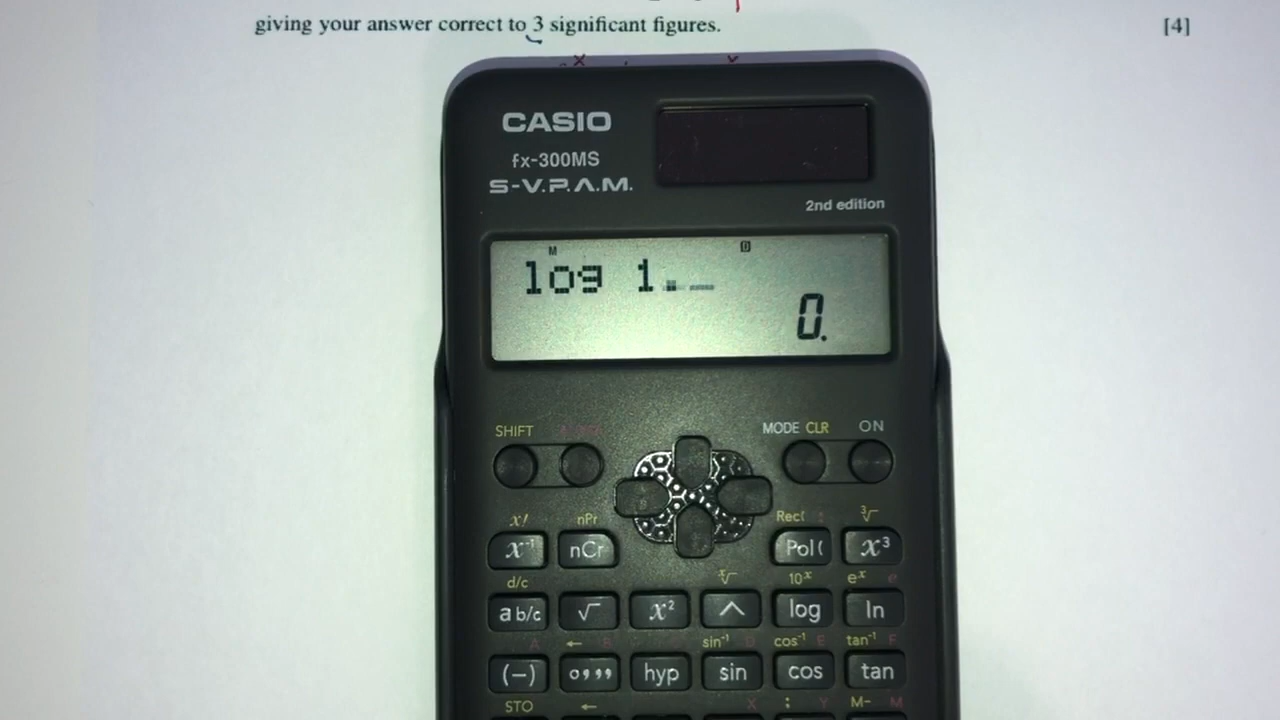 giving your answer correct to 3 significant figures. [4]
CASIO
fx-300MS
S-V.P.A.M.
2nd edition
M D
log 1._
0.
SHIFT MODE CLR ON
x! nPr Rec( : ³√
x⁻¹ nCr Pol( x³
d/c ˣ√ 10ˣ eˣ e
a b/c √ x² ^ log ln
A ← B sin⁻¹ D cos⁻¹ E tan⁻¹ F
(−) o,,, hyp sin cos tan
STO ← X ; Y M- M